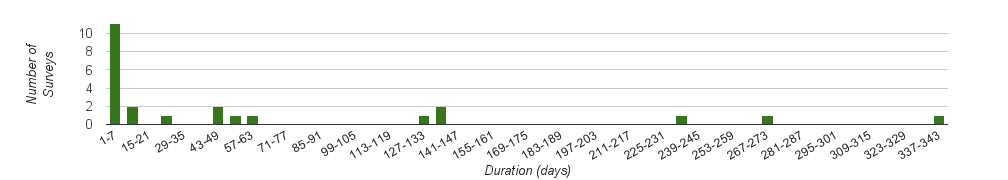 Number of
Surveys
10
8
6
4
2
0
1-7 15-21 29-35 43-49 57-63 71-77 85-91 99-105 113-119 127-133 141-147 155-161 169-175 183-189 197-203 211-217 225-231 239-245 253-259 267-273 281-287 295-301 309-315 323-329 337-343
Duration (days)